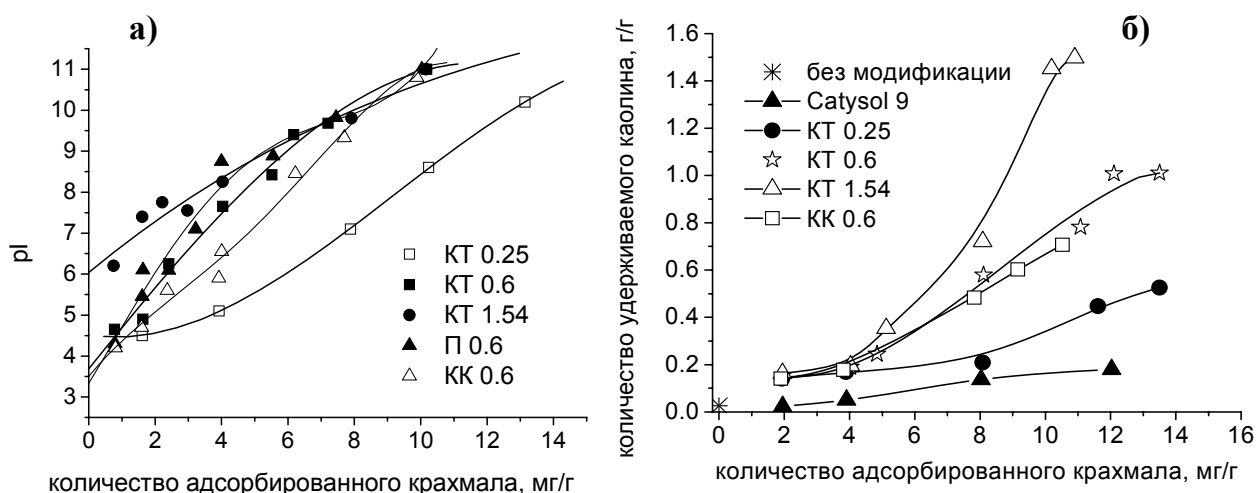 а)
pI
11
10
9
8
7
6
5
4
3
0 2 4 6 8 10 12 14
количество адсорбированного крахмала, мг/г
КТ 0.25
КТ 0.6
КТ 1.54
П 0.6
КК 0.6
б)
количество удерживаемого каолина, г/г
1.6
1.4
1.2
1.0
0.8
0.6
0.4
0.2
0.0
0 2 4 6 8 10 12 14 16
количество адсорбированного крахмала, мг/г
без модификации
Catysol 9
КТ 0.25
КТ 0.6
КТ 1.54
КК 0.6